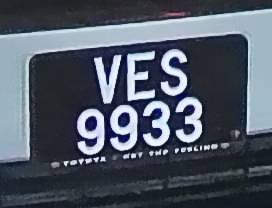 VES
9933
TOYOTA - GET THE FEELING